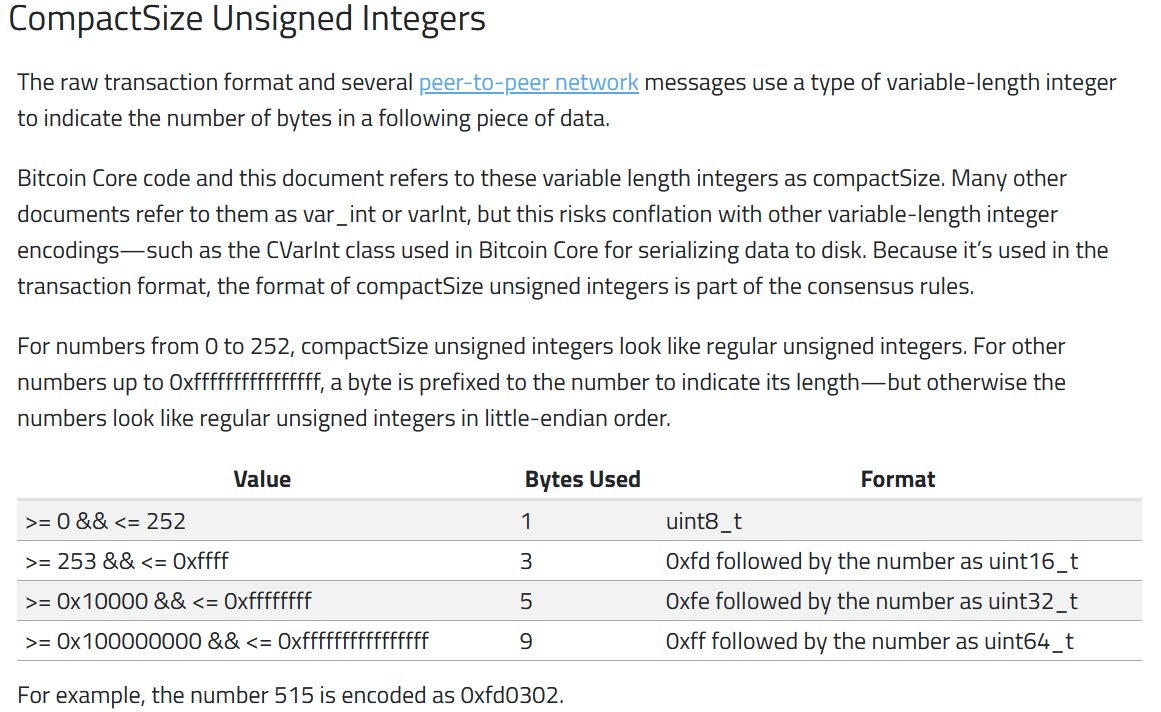 CompactSize Unsigned Integers
The raw transaction format and several peer-to-peer network messages use a type of variable-length integer
to indicate the number of bytes in a following piece of data.
Bitcoin Core code and this document refers to these variable length integers as compactSize. Many other
documents refer to them as var_int or varInt, but this risks conflation with other variable-length integer
encodings—such as the CVarInt class used in Bitcoin Core for serializing data to disk. Because it’s used in the
transaction format, the format of compactSize unsigned integers is part of the consensus rules.
For numbers from 0 to 252, compactSize unsigned integers look like regular unsigned integers. For other
numbers up to 0xffffffffffffffff, a byte is prefixed to the number to indicate its length—but otherwise the
numbers look like regular unsigned integers in little-endian order.
Value Bytes Used Format
>= 0 && <= 252 1 uint8_t
>= 253 && <= 0xffff 3 0xfd followed by the number as uint16_t
>= 0x10000 && <= 0xffffffff 5 0xfe followed by the number as uint32_t
>= 0x100000000 && <= 0xffffffffffffffff 9 0xff followed by the number as uint64_t
For example, the number 515 is encoded as 0xfd0302.